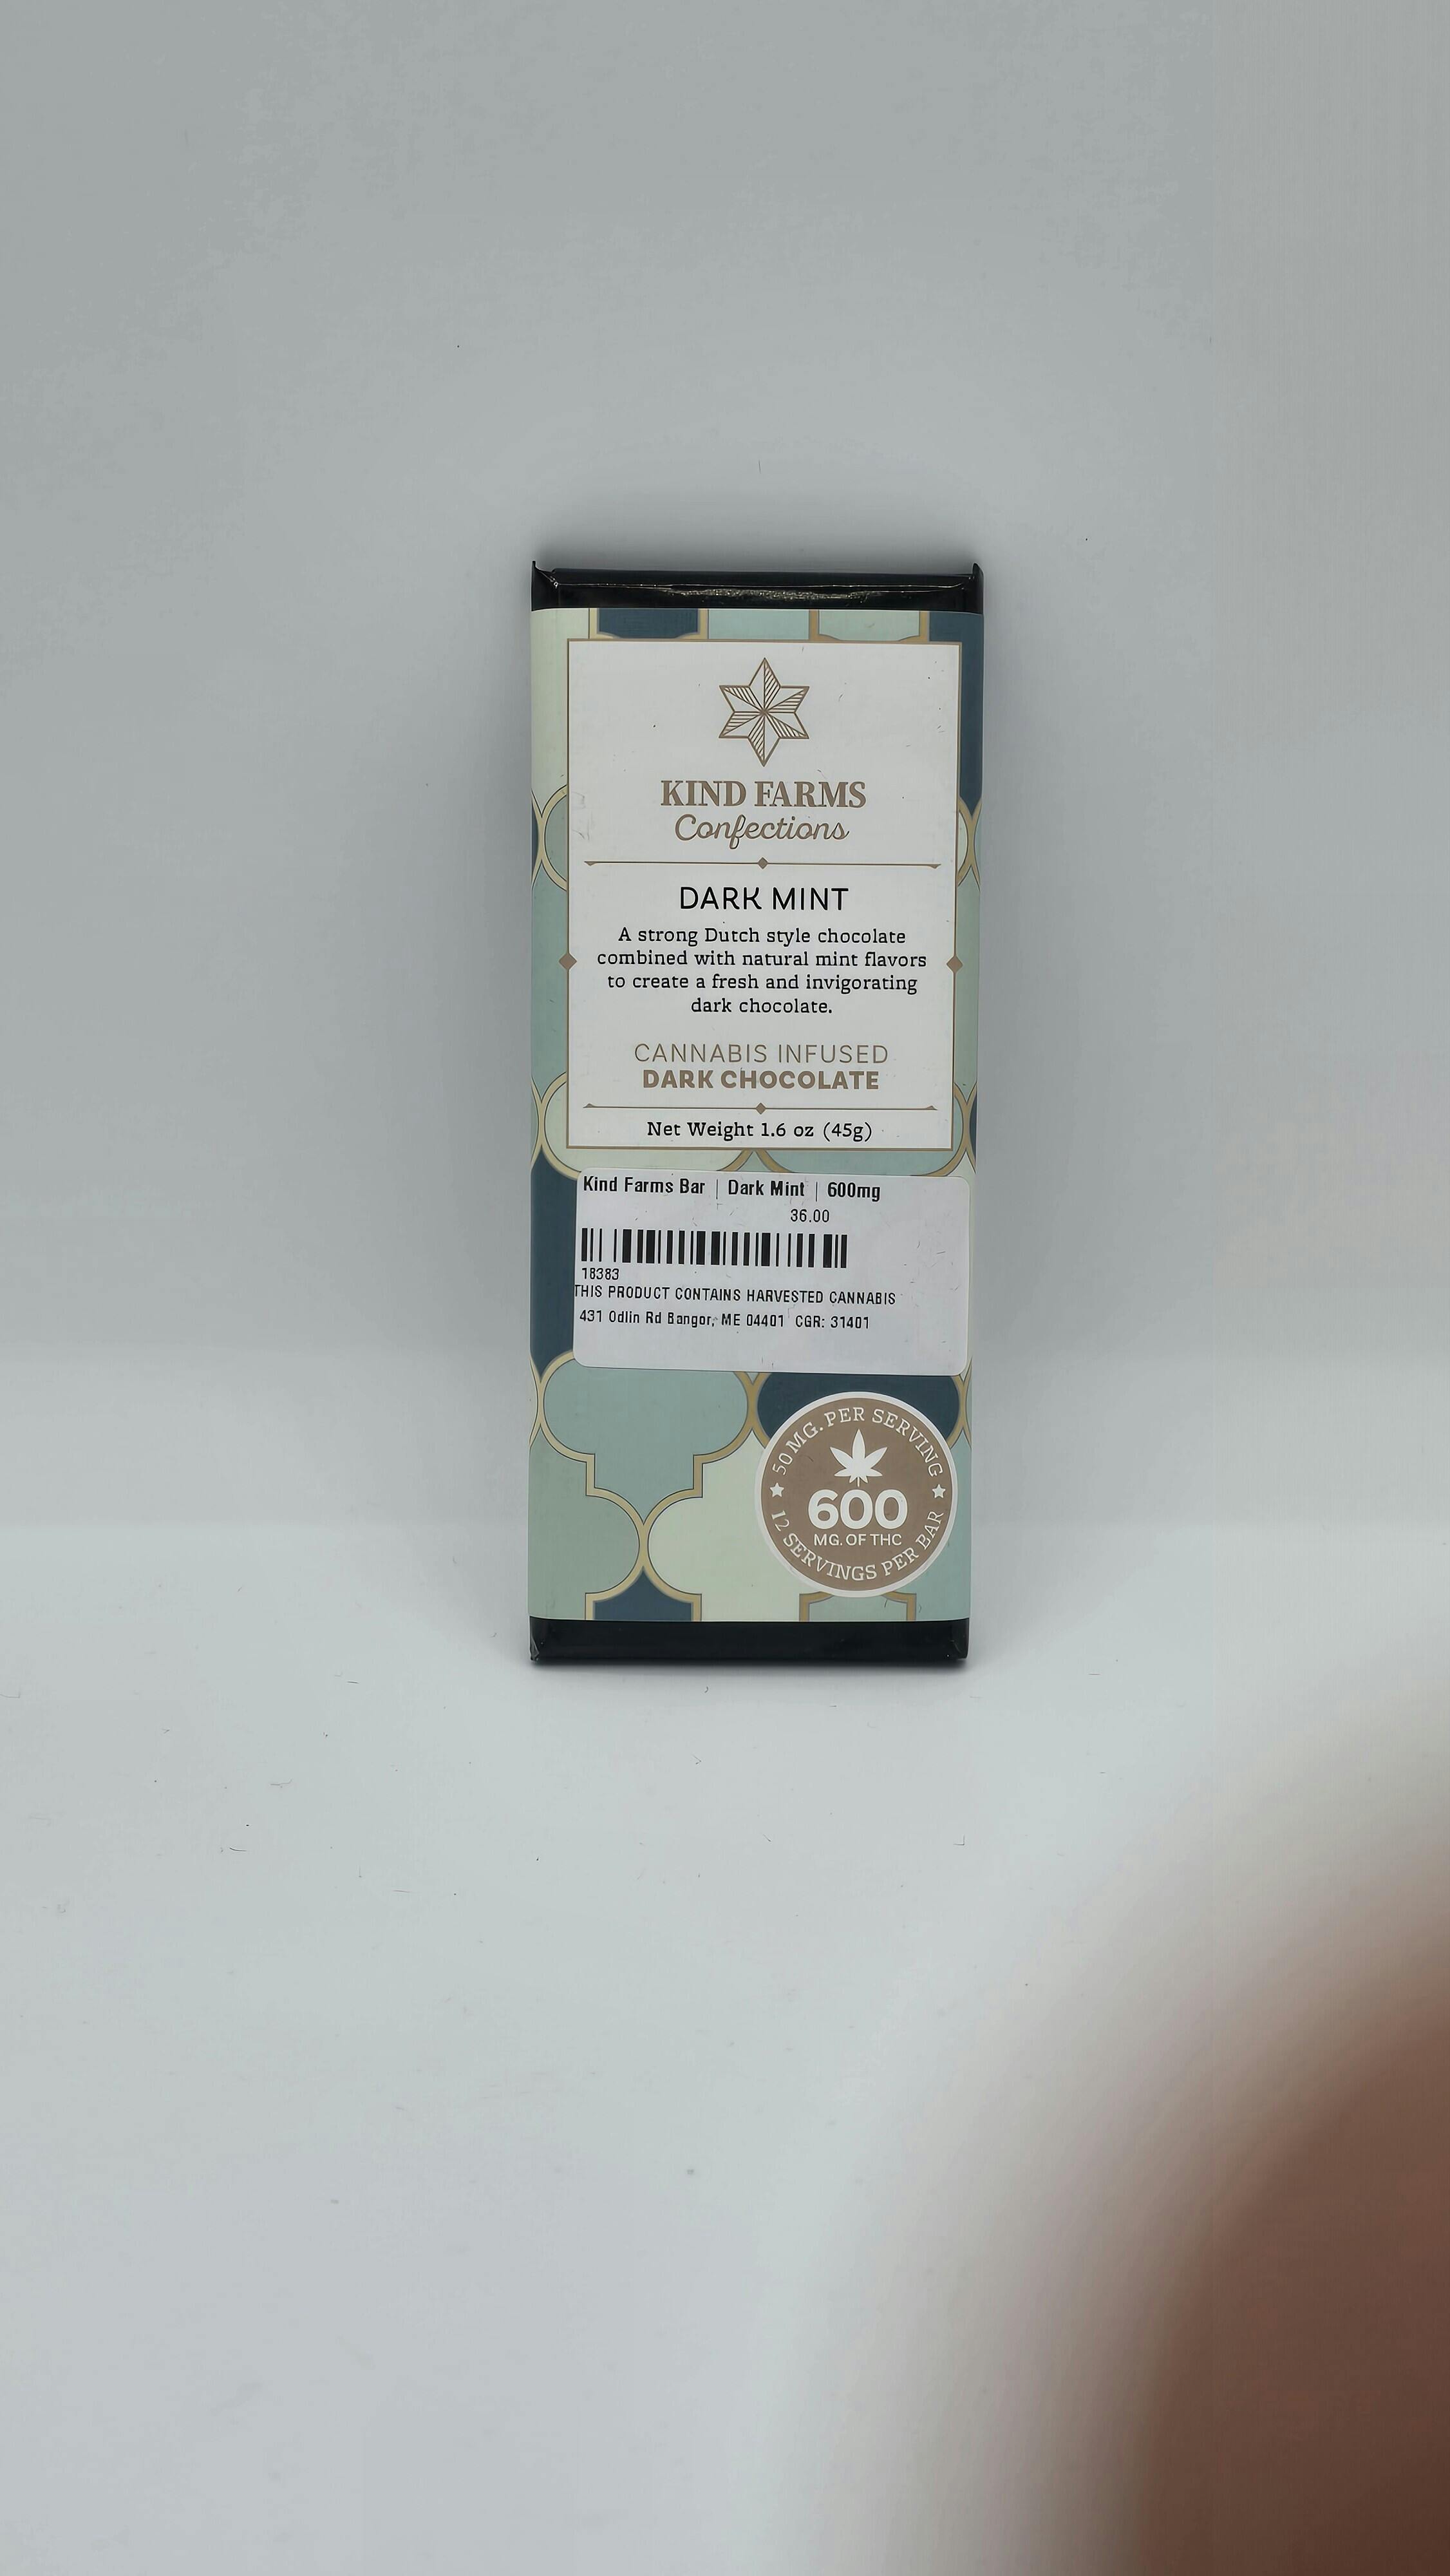 KIND FARMS
Confections
DARK MINT
A strong Dutch style chocolate
combined with natural mint flavors
to create a fresh and invigorating
dark chocolate.
CANNABIS INFUSED
DARK CHOCOLATE
Net Weight 1.6 oz (45g)
Kind Farms Bar | Dark Mint | 600mg
36.00
18383
THIS PRODUCT CONTAINS HARVESTED CANNABIS
431 Odlin Rd Bangor, ME 04401 CGR: 31401
50 MG. PER SERVING
600
MG. OF THC
12 SERVINGS PER BAR